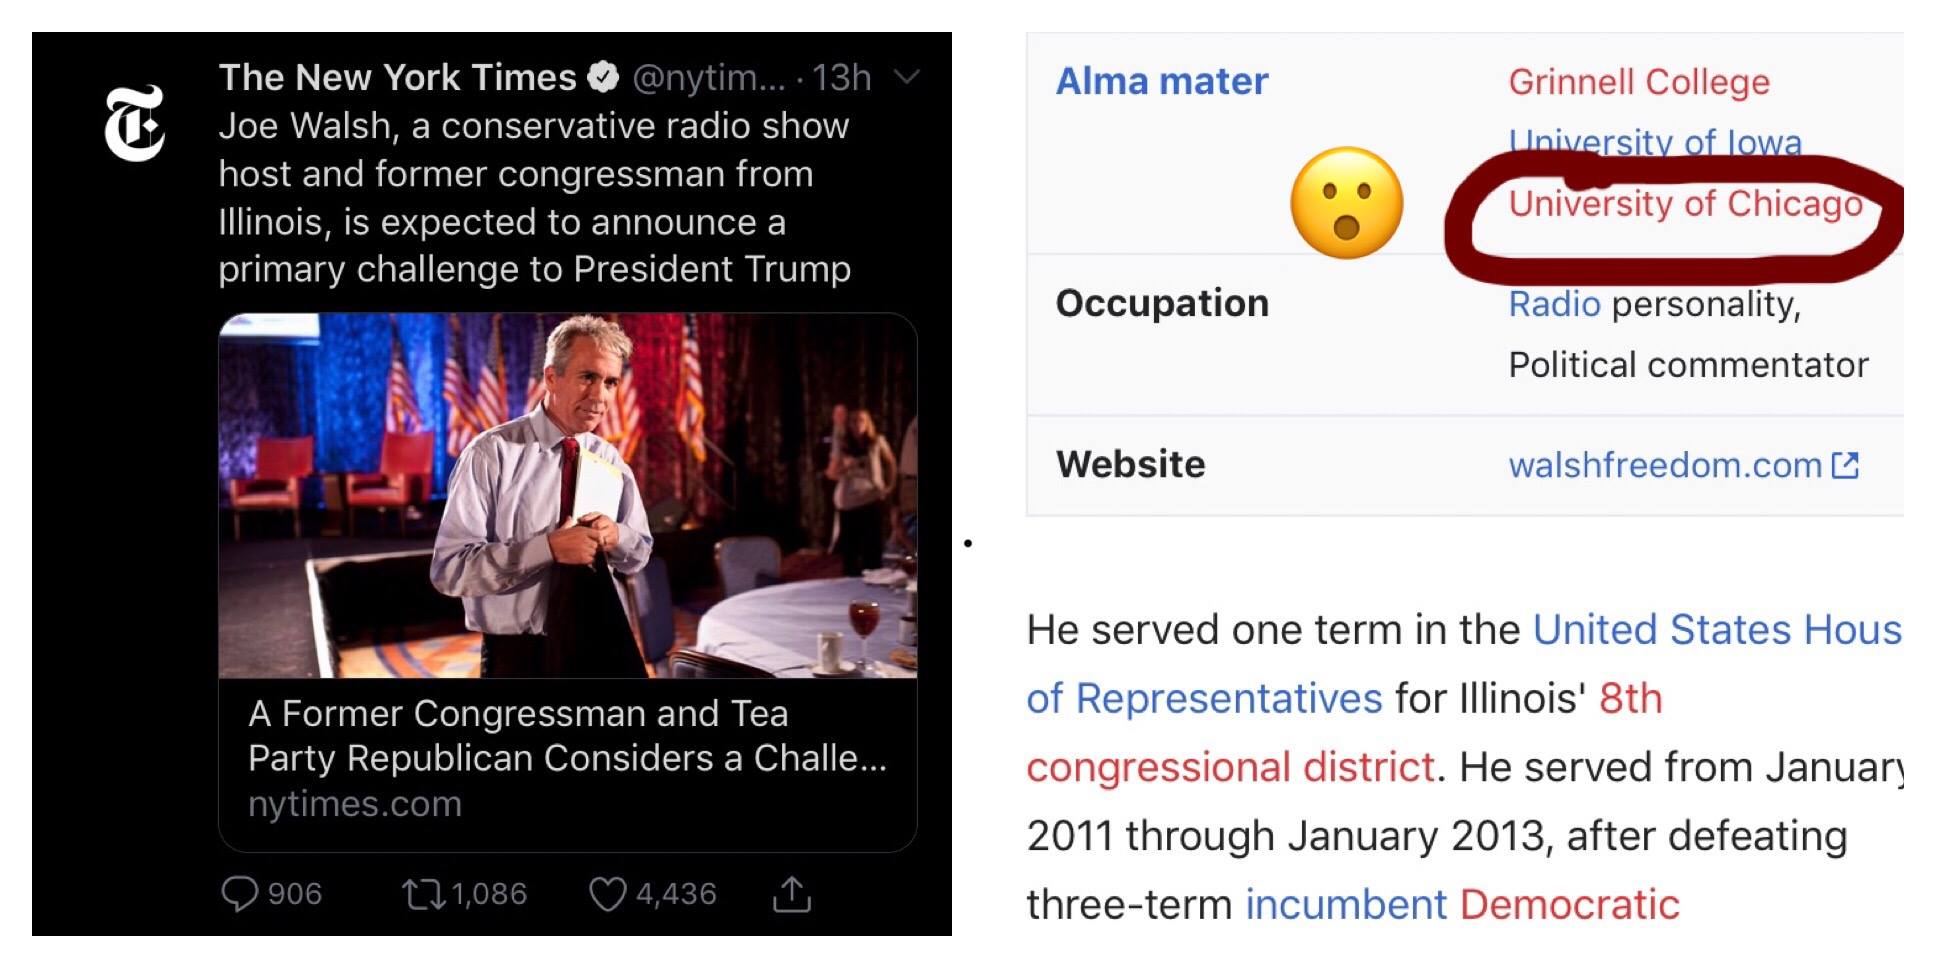 The New York Times @nytim... · 13h
Joe Walsh, a conservative radio show
host and former congressman from
Illinois, is expected to announce a
primary challenge to President Trump
A Former Congressman and Tea
Party Republican Considers a Challe...
nytimes.com
906 1,086 4,436
Alma mater
Grinnell College
University of Iowa
University of Chicago
Occupation
Radio personality,
Political commentator
Website
walshfreedom.com
He served one term in the United States Hous
of Representatives for Illinois' 8th
congressional district. He served from January
2011 through January 2013, after defeating
three-term incumbent Democratic